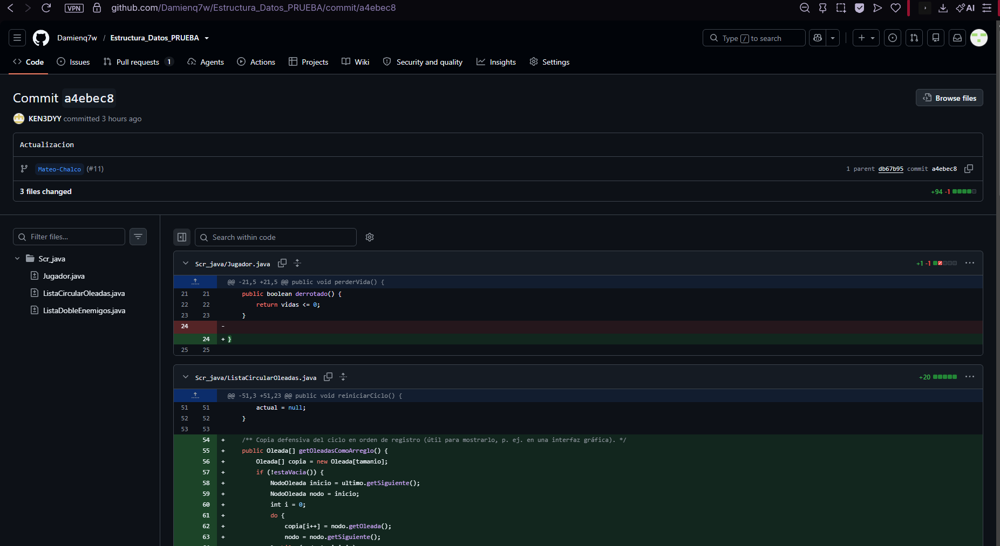 VPN github.com/Damienq7w/Estructura_Datos_PRUEBA/commit/a4ebec8 AI
Damienq7w / Estructura_Datos_PRUEBA Type / to search
Code Issues Pull requests 1 Agents Actions Projects Wiki Security and quality Insights Settings
Commit a4ebec8 Browse files
KEN3DYY committed 3 hours ago
Actualizacion
Mateo-Chalco (#11) 1 parent db67b95 commit a4ebec8
3 files changed +94 -1
Filter files...
Scr_java
Jugador.java
ListaCircularOleadas.java
ListaDobleEnemigos.java
Search within code
Scr_java/Jugador.java +1 -1
@@ -21,5 +21,5 @@ public void perderVida() {
21 21 public boolean derrotado() {
22 22 return vidas <= 0;
23 23 }
24 -
24 + }
25 25
Scr_java/ListaCircularOleadas.java +20
@@ -51,3 +51,23 @@ public void reiniciarCiclo() {
51 51 actual = null;
52 52 }
53 53
54 + /** Copia defensiva del ciclo en orden de registro (útil para mostrarlo, p. ej. en una interfaz gráfica). */
55 + public Oleada[] getOleadasComoArreglo() {
56 + Oleada[] copia = new Oleada[tamanio];
57 + if (!estaVacia()) {
58 + NodoOleada inicio = ultimo.getSiguiente();
59 + NodoOleada nodo = inicio;
60 + int i = 0;
61 + do {
62 + copia[i++] = nodo.getOleada();
63 + nodo = nodo.getSiguiente();